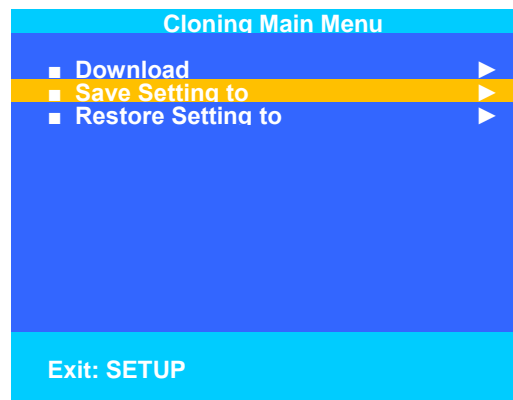 Cloning Main Menu
■ Download ►
■ Save Setting to ►
■ Restore Setting to ►
Exit: SETUP